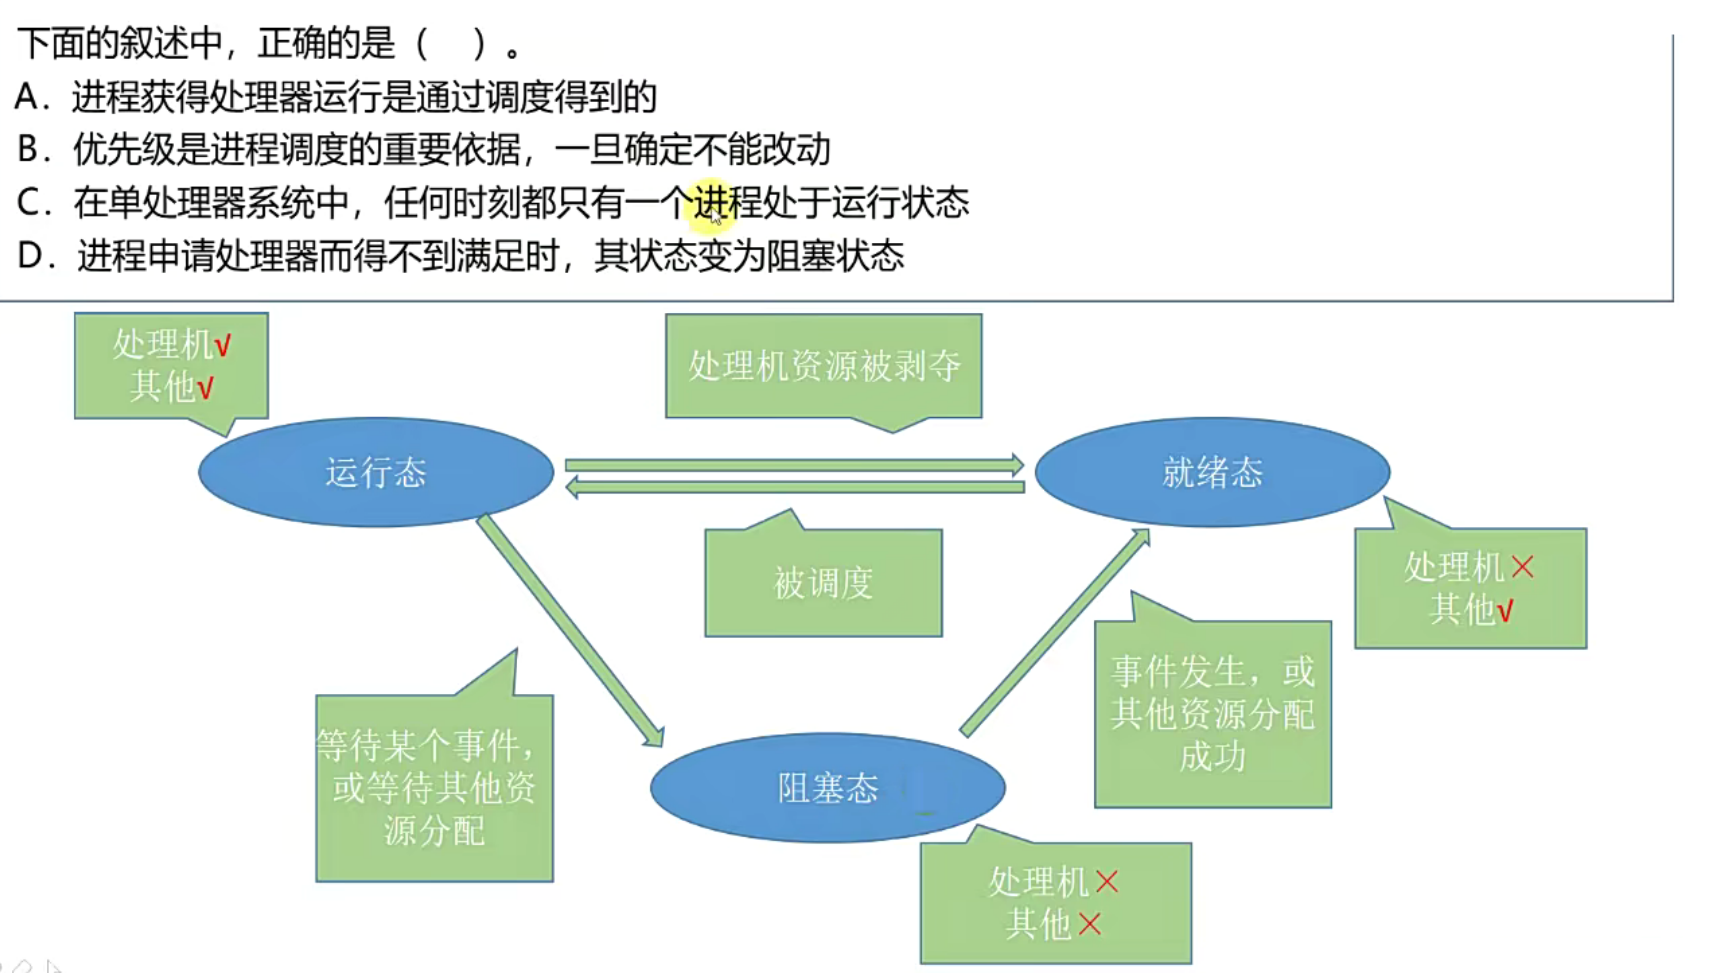 下面的叙述中，正确的是（ ）。
A．进程获得处理器运行是通过调度得到的
B．优先级是进程调度的重要依据，一旦确定不能改动
C．在单处理器系统中，任何时刻都只有一个进程处于运行状态
D．进程申请处理器而得不到满足时，其状态变为阻塞状态
处理机√
其他√
处理机资源被剥夺
运行态
就绪态
被调度
处理机×
其他√
等待某个事件，
或等待其他资
源分配
事件发生，或
其他资源分配
成功
阻塞态
处理机×
其他×